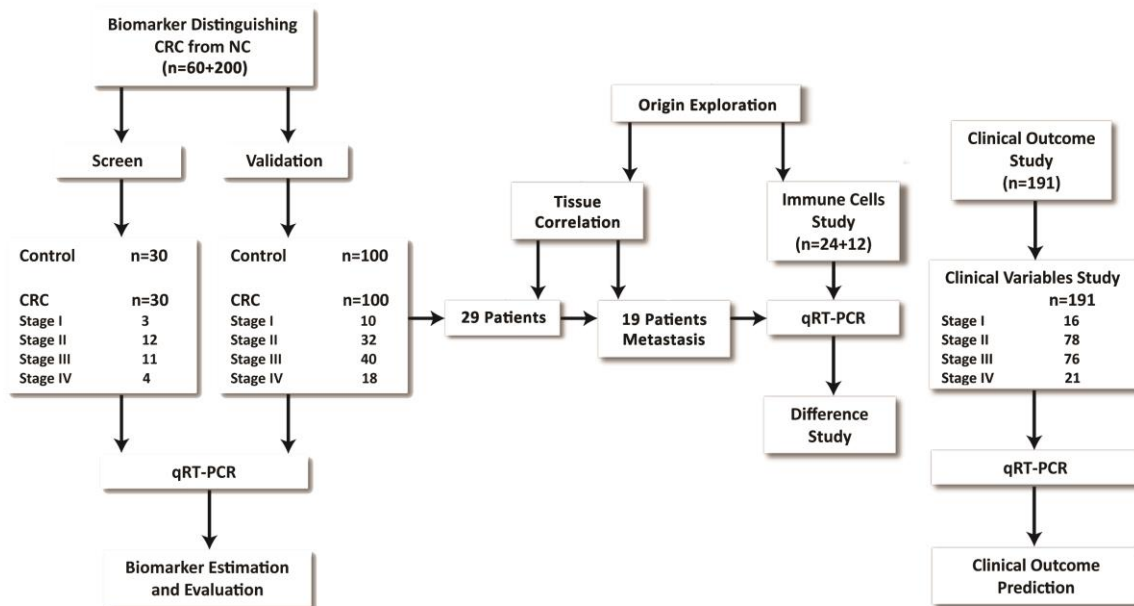 Biomarker Distinguishing
CRC from NC
(n=60+200)
Screen
Validation
Control n=30
CRC n=30
Stage I 3
Stage II 12
Stage III 11
Stage IV 4
Control n=100
CRC n=100
Stage I 10
Stage II 32
Stage III 40
Stage IV 18
qRT-PCR
Biomarker Estimation
and Evaluation
Origin Exploration
Tissue
Correlation
Immune Cells
Study
(n=24+12)
29 Patients
19 Patients
Metastasis
qRT-PCR
Difference
Study
Clinical Outcome
Study
(n=191)
Clinical Variables Study
n=191
Stage I 16
Stage II 78
Stage III 76
Stage IV 21
qRT-PCR
Clinical Outcome
Prediction